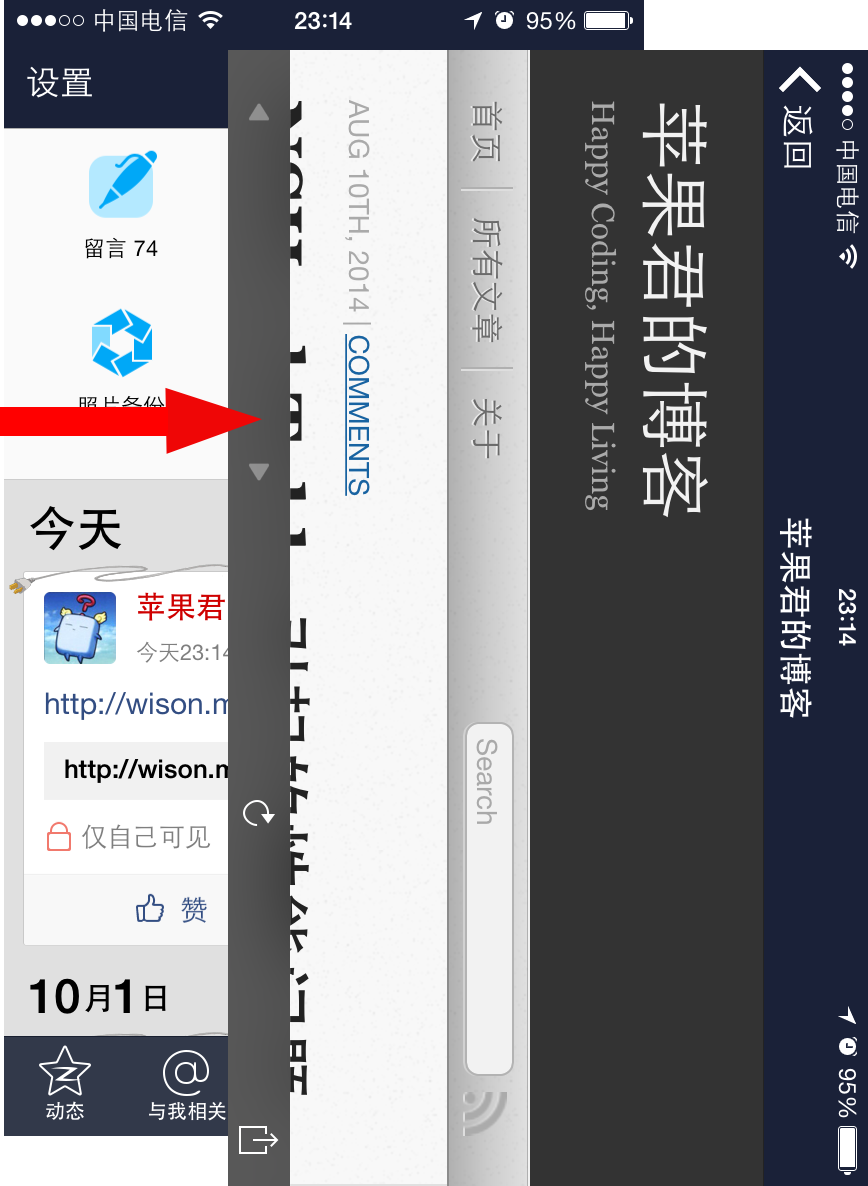 中国电信
23:14
95%
设置
留言 74
照片备份
今天
苹果君
今天23:14
http://wison.m
http://wison.m
仅自己可见
赞
10月1日
动态
与我相关
中国电信
23:14
95%
返回
苹果君的博客
苹果君的博客
Happy Coding, Happy Living
首页
所有文章
关于
Search
AUG 10TH, 2014 | COMMENTS